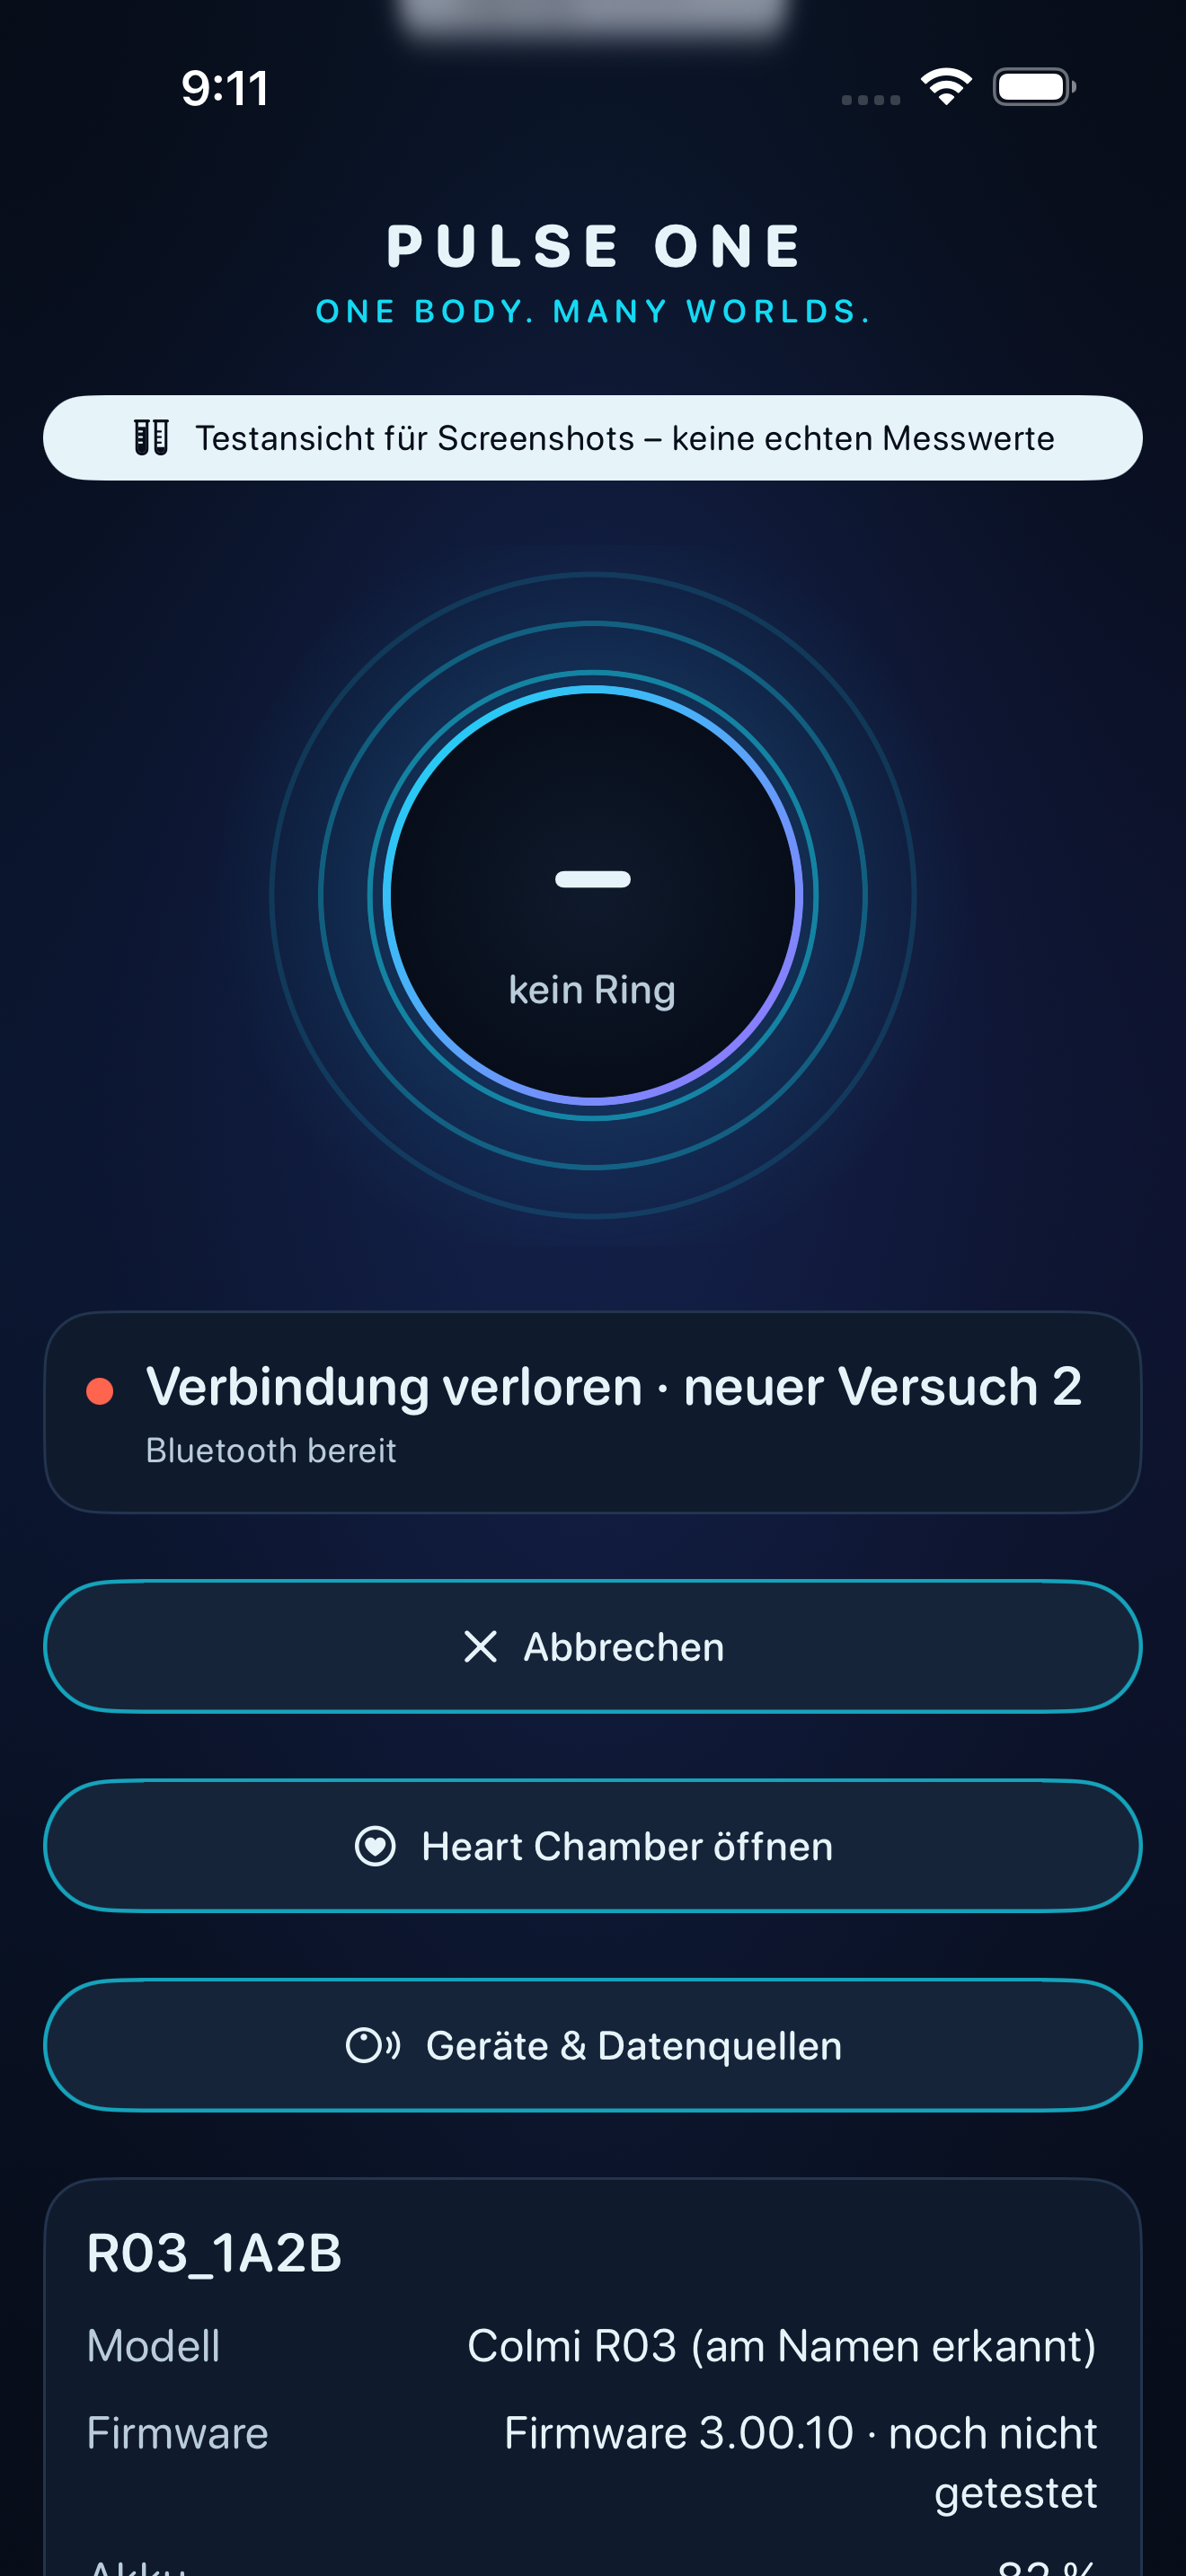 9:11
PULSE ONE
ONE BODY. MANY WORLDS.
Testansicht für Screenshots – keine echten Messwerte
–
kein Ring
Verbindung verloren · neuer Versuch 2
Bluetooth bereit
Abbrechen
Heart Chamber öffnen
Geräte & Datenquellen
R03_1A2B
Modell Colmi R03 (am Namen erkannt)
Firmware Firmware 3.00.10 · noch nicht
getestet
Akku 82 %